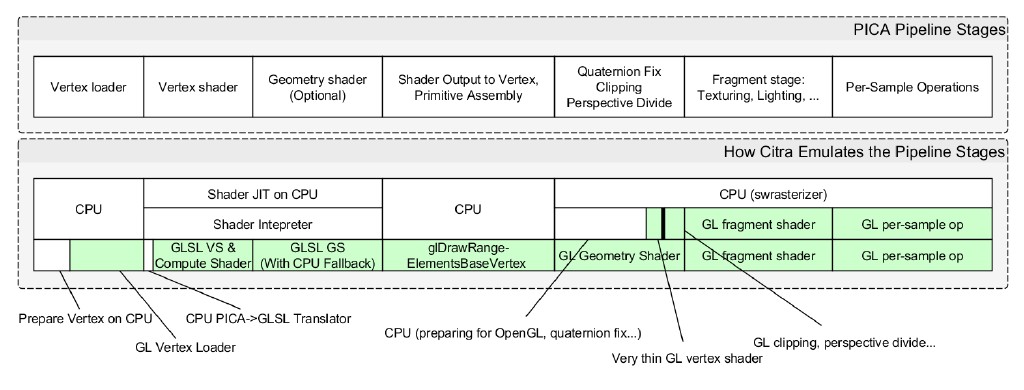 PICA Pipeline Stages
Vertex loader
Vertex shader
Geometry shader
(Optional)
Shader Output to Vertex,
Primitive Assembly
Quaternion Fix
Clipping
Perspective Divide
Fragment stage:
Texturing, Lighting, ...
Per-Sample Operations
How Citra Emulates the Pipeline Stages
CPU
Shader JIT on CPU
CPU
CPU (swrasterizer)
Shader Intepreter
GL fragment shader
GL per-sample op
GLSL VS &
Compute Shader
GLSL GS
(With CPU Fallback)
glDrawRange-
ElementsBaseVertex
GL Geometry Shader
GL fragment shader
GL per-sample op
Prepare Vertex on CPU
CPU PICA->GLSL Translator
GL Vertex Loader
CPU (preparing for OpenGL, quaternion fix...)
Very thin GL vertex shader
GL clipping, perspective divide...